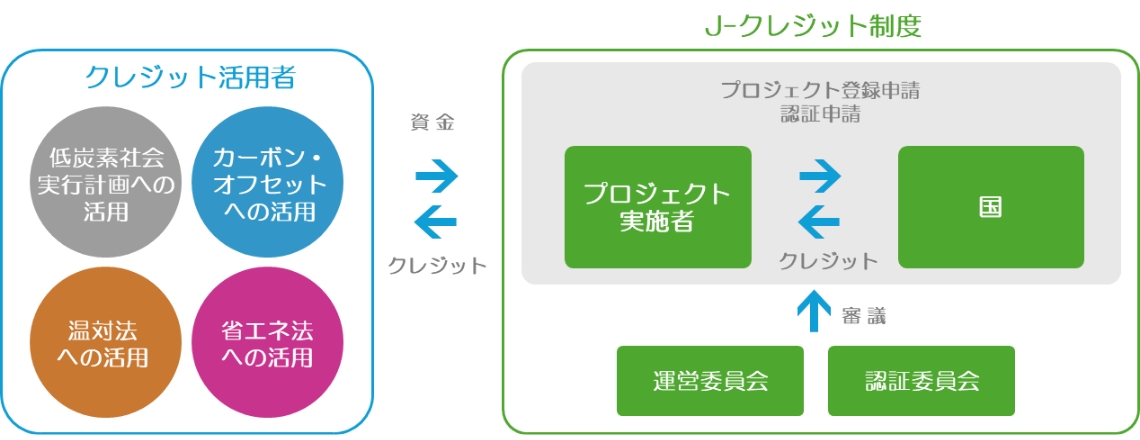 J-クレジット制度
クレジット活用者
低炭素社会
実行計画への
活用
カーボン・
オフセット
への活用
温対法
への活用
省エネ法
への活用
資金
クレジット
プロジェクト登録申請
認証申請
プロジェクト
実施者
国
クレジット
審議
運営委員会
認証委員会